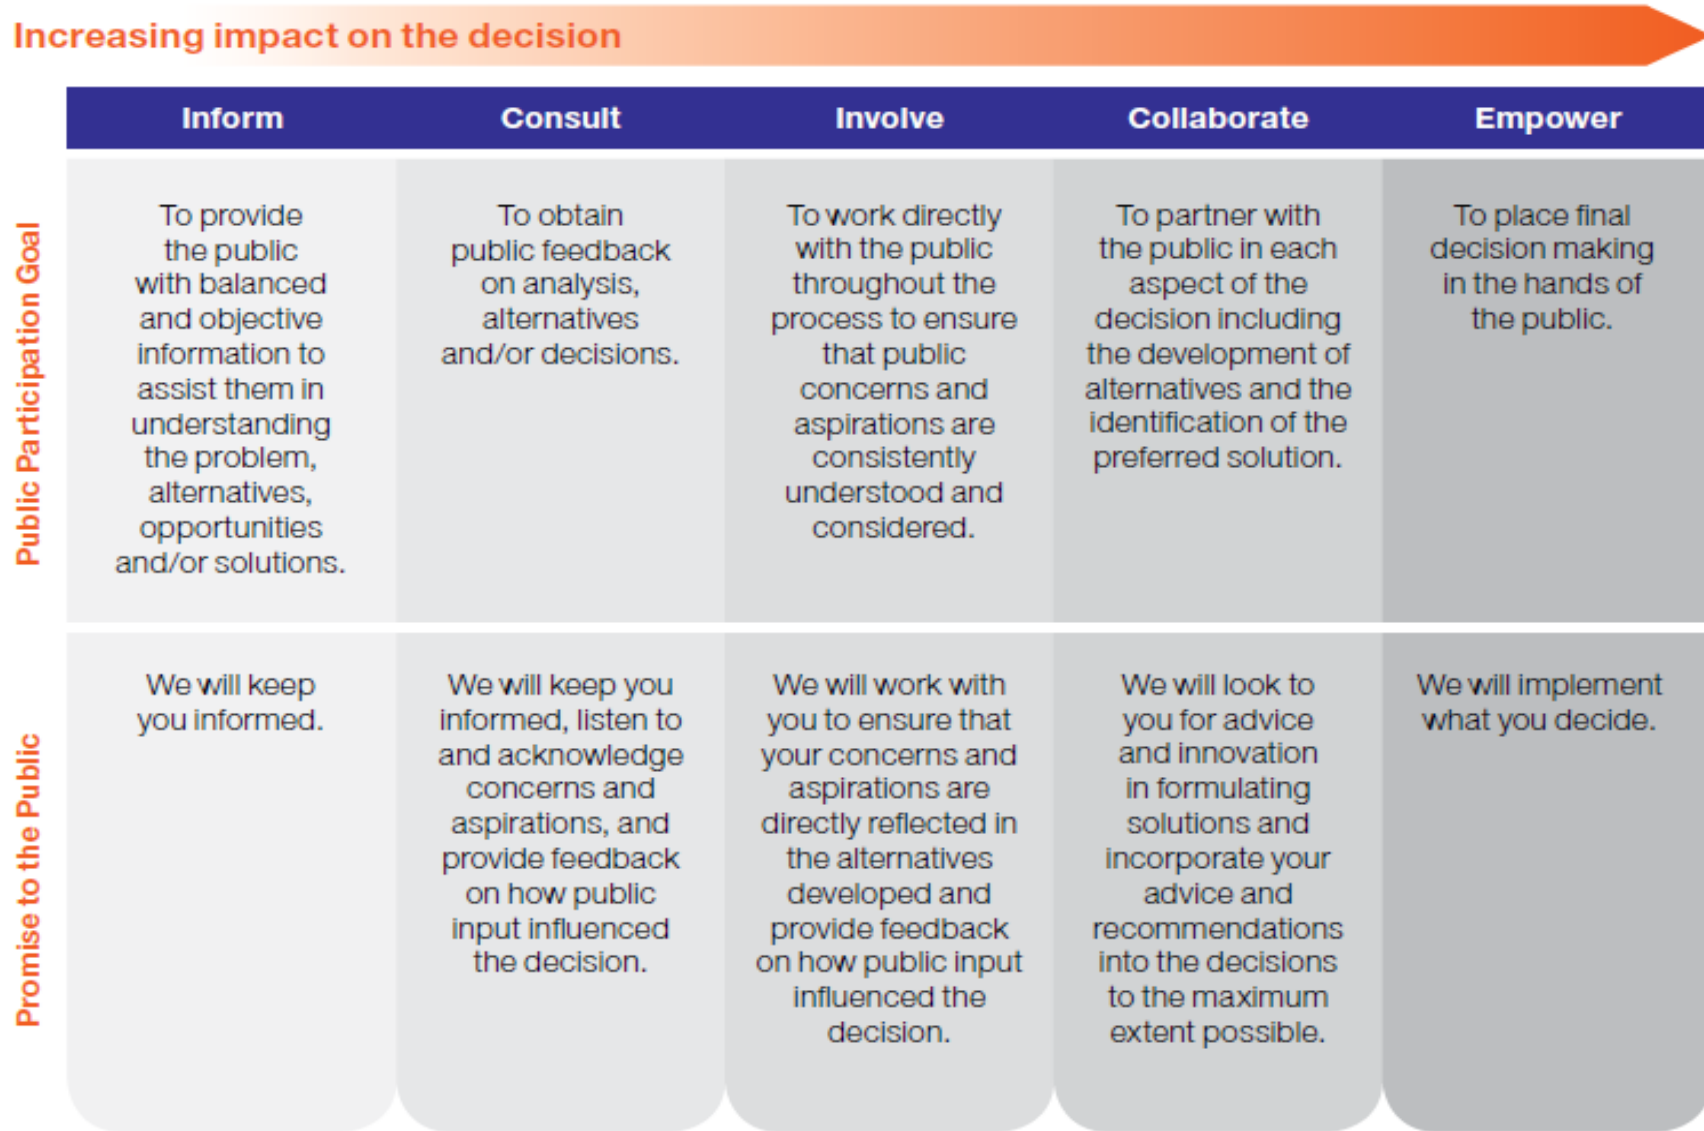 Increasing impact on the decision
Inform
Consult
Involve
Collaborate
Empower
Public Participation Goal
To provide
the public
with balanced
and objective
information to
assist them in
understanding
the problem,
alternatives,
opportunities
and/or solutions.
To obtain
public feedback
on analysis,
alternatives
and/or decisions.
To work directly
with the public
throughout the
process to ensure
that public
concerns and
aspirations are
consistently
understood and
considered.
To partner with
the public in each
aspect of the
decision including
the development of
alternatives and the
identification of the
preferred solution.
To place final
decision making
in the hands of
the public.
Promise to the Public
We will keep
you informed.
We will keep you
informed, listen to
and acknowledge
concerns and
aspirations, and
provide feedback
on how public
input influenced
the decision.
We will work with
you to ensure that
your concerns and
aspirations are
directly reflected in
the alternatives
developed and
provide feedback
on how public input
influenced the
decision.
We will look to
you for advice
and innovation
in formulating
solutions and
incorporate your
advice and
recommendations
into the decisions
to the maximum
extent possible.
We will implement
what you decide.